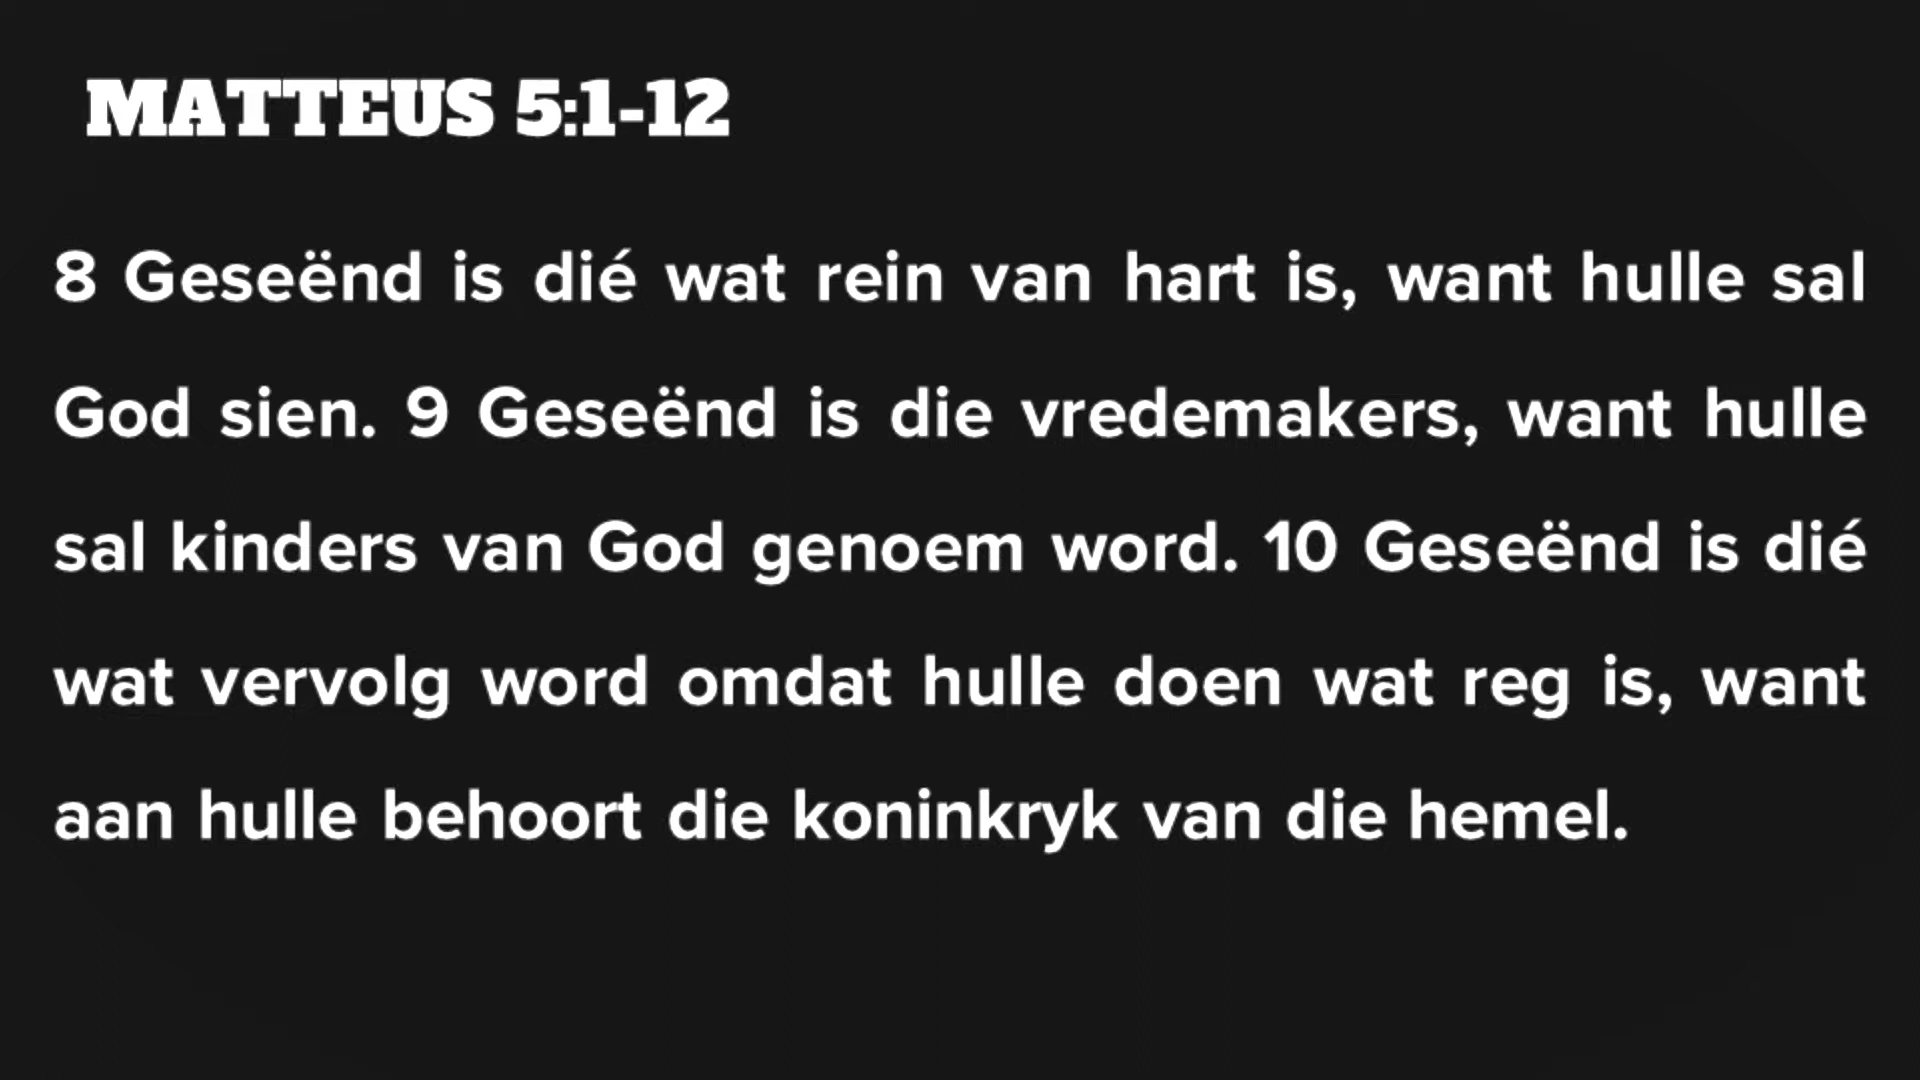 MATTEUS 5:1-12
8 Geseënd is dié wat rein van hart is, want hulle sal
God sien. 9 Geseënd is die vredemakers, want hulle
sal kinders van God genoem word. 10 Geseënd is dié
wat vervolg word omdat hulle doen wat reg is, want
aan hulle behoort die koninkryk van die hemel.